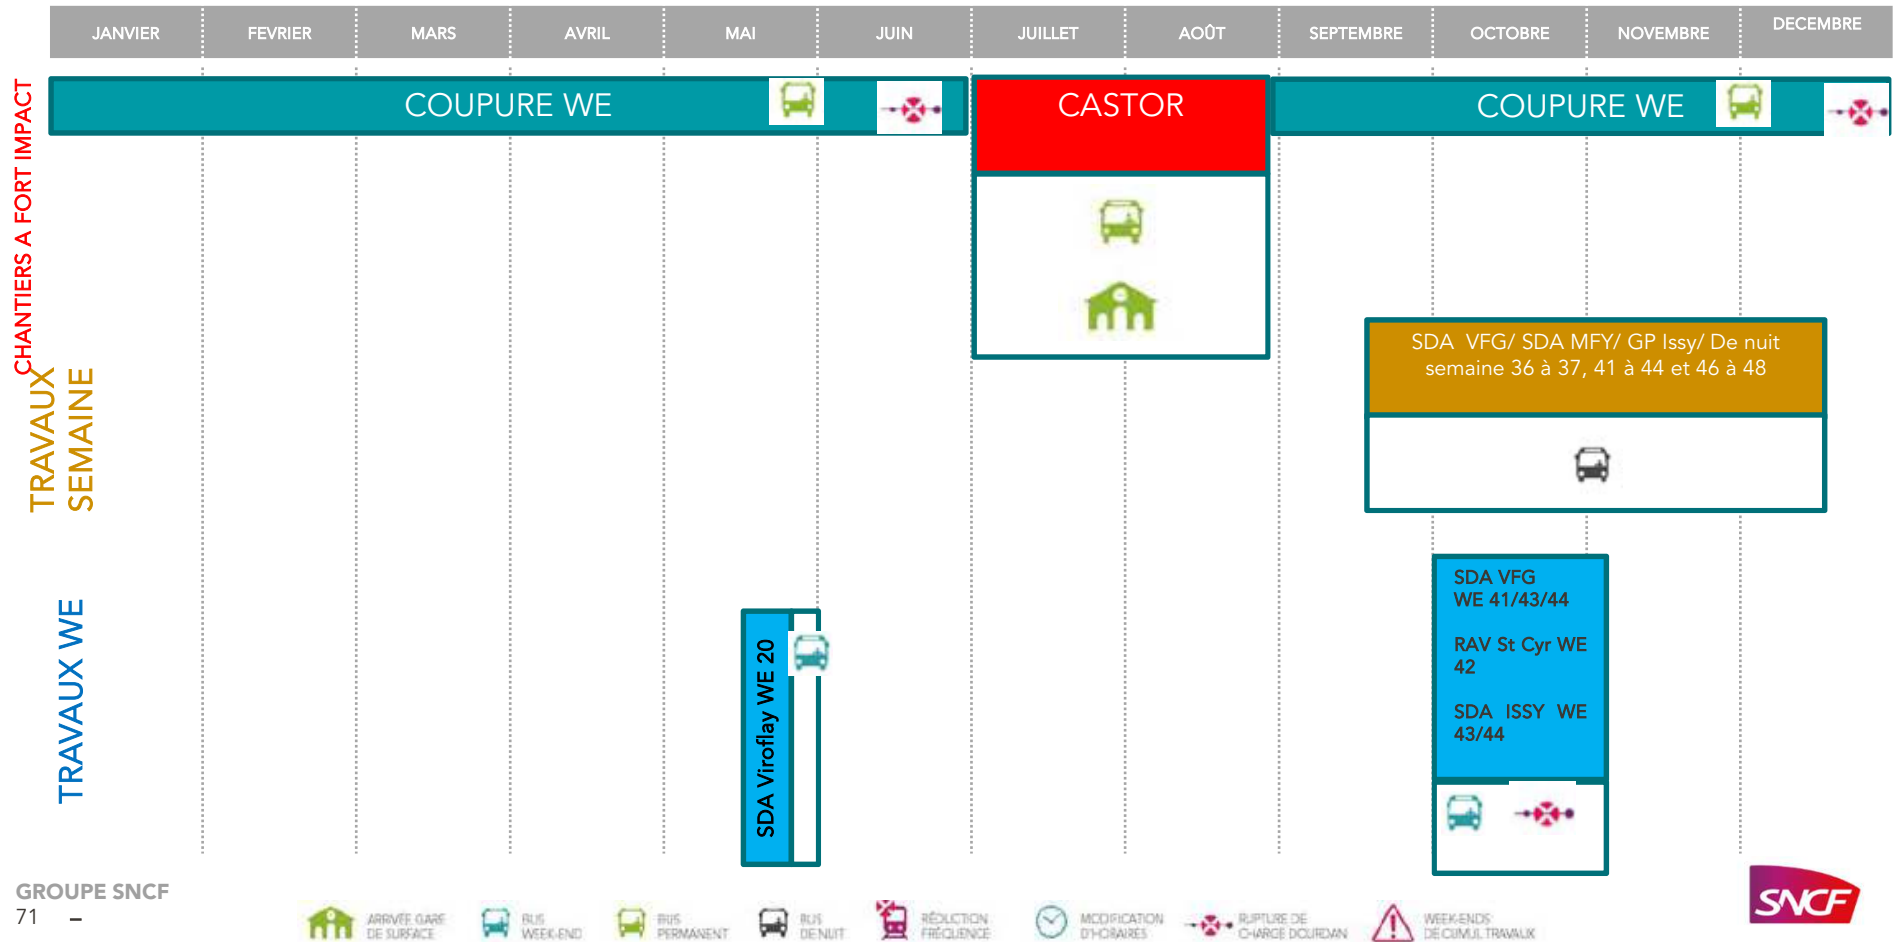 JANVIER FEVRIER MARS AVRIL MAI JUIN JUILLET AOÛT SEPTEMBRE OCTOBRE NOVEMBRE DECEMBRE
CHANTIERS A FORT IMPACT
COUPURE WE
CASTOR
COUPURE WE
TRAVAUX
SEMAINE
SDA VFG/ SDA MFY/ GP Issy/ De nuit
semaine 36 à 37, 41 à 44 et 46 à 48
TRAVAUX WE
SDA Viroflay WE 20
SDA VFG
WE 41/43/44
RAV St Cyr WE
42
SDA ISSY WE
43/44
GROUPE SNCF
71 –
ARRIVÉE GARE
DE SURFACE
BUS
WEEK-END
BUS
PERMANENT
BUS
DE NUIT
RÉDUCTION
FRÉQUENCE
MODIFICATION
D'HORAIRES
RUPTURE DE
CHARGE DOURDAN
WEEK-ENDS
DE CUMUL TRAVAUX
SNCF